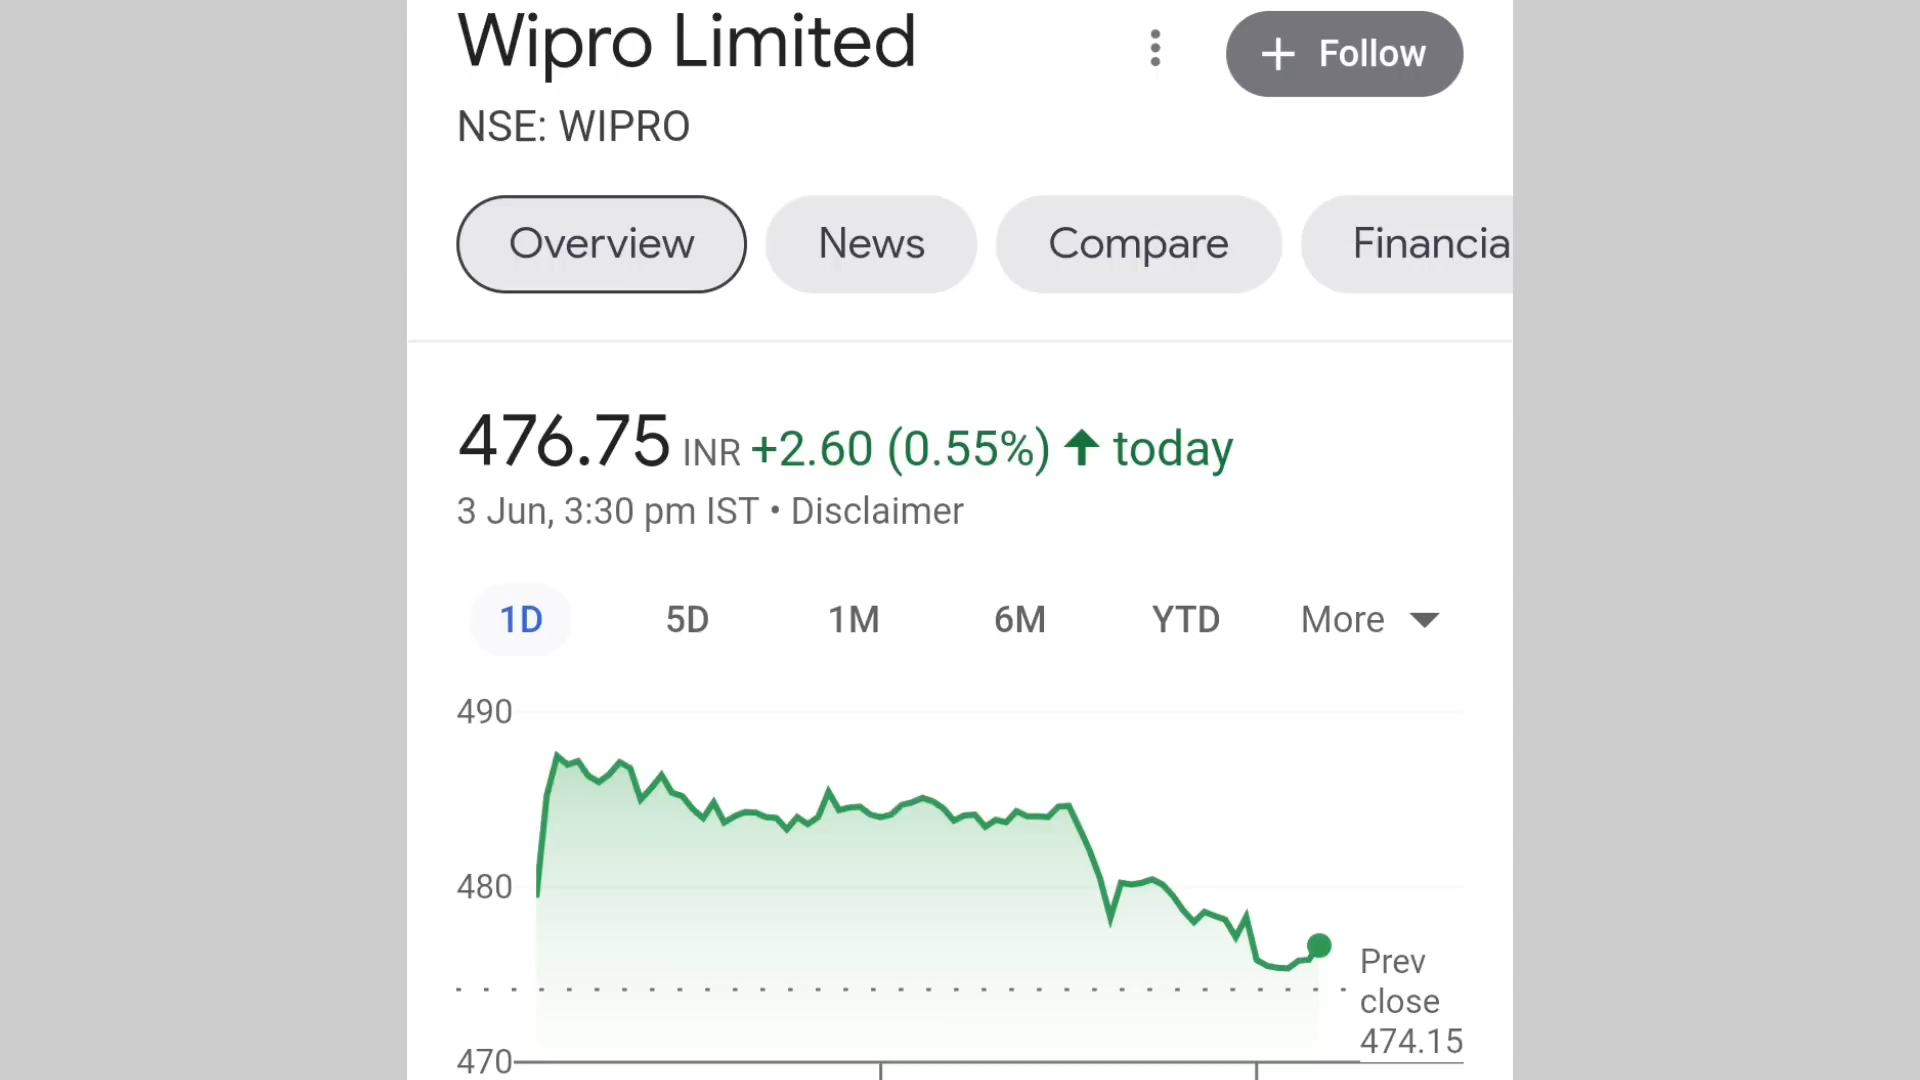 Wipro Limited
+ Follow
NSE: WIPRO
Overview News Compare Financia
476.75 INR +2.60 (0.55%) ↑ today
3 Jun, 3:30 pm IST • Disclaimer
1D 5D 1M 6M YTD More
490
480
Prev
close
474.15
470